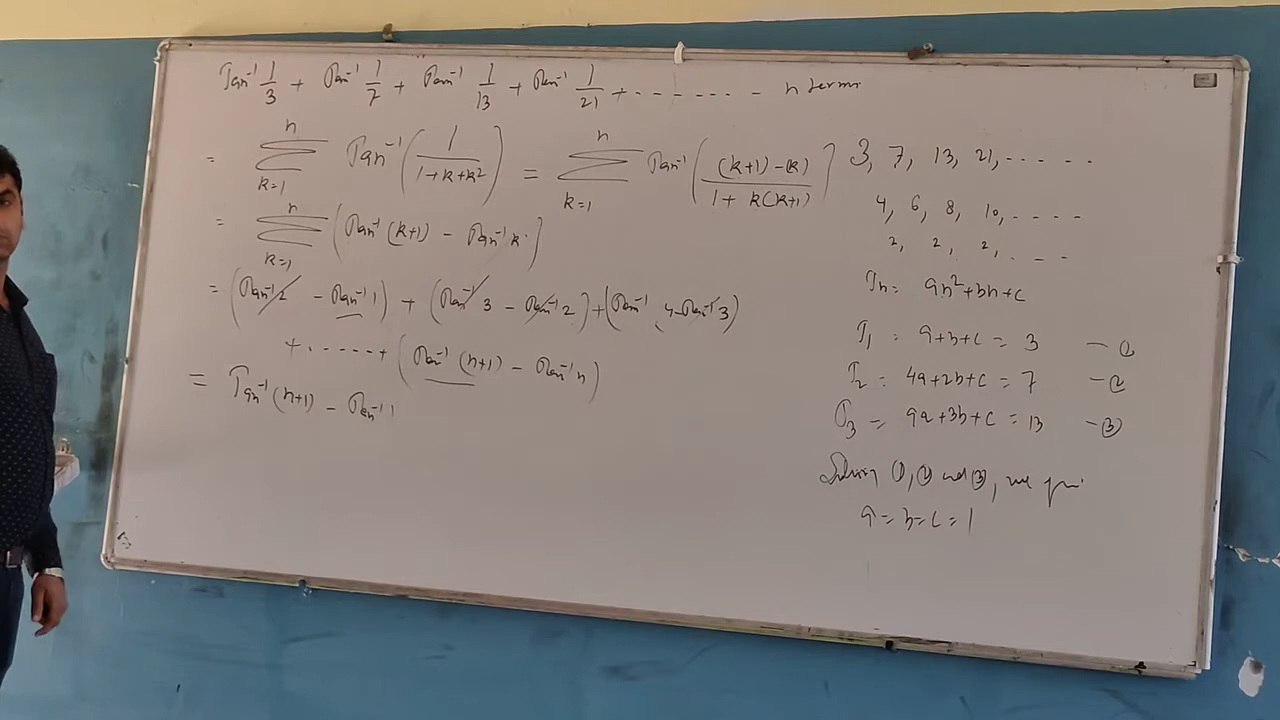 Tan⁻¹ 1/3 + Tan⁻¹ 1/7 + Tan⁻¹ 1/13 + Tan⁻¹ 1/21 + - - - - - - - n terms
= n Σ k=1 Tan⁻¹ (1/(1+k+k²)) = n Σ k=1 Tan⁻¹ (((k+1)-(k))/(1+k(k+1)))
= n Σ k=1 (Tan⁻¹ (k+1) - Tan⁻¹ k)
= (Tan⁻¹ 2 - Tan⁻¹ 1) + (Tan⁻¹ 3 - Tan⁻¹ 2) + (Tan⁻¹ 4 - Tan⁻¹ 3)
+ . - - - - + (Tan⁻¹ (n+1) - Tan⁻¹ n)
= Tan⁻¹ (n+1) - Tan⁻¹ 1
3, 7, 13, 21, . . . . . .
4, 6, 8, 10, . . . .
2, 2, 2, . - - -
Tn = an²+bn+c
T₁ = a+b+c = 3 — ①
T₂ = 4a+2b+c = 7 — ②
T₃ = 9a+3b+c = 13 — ③
Solving ①, ② and ③, we
a = b = c = 1